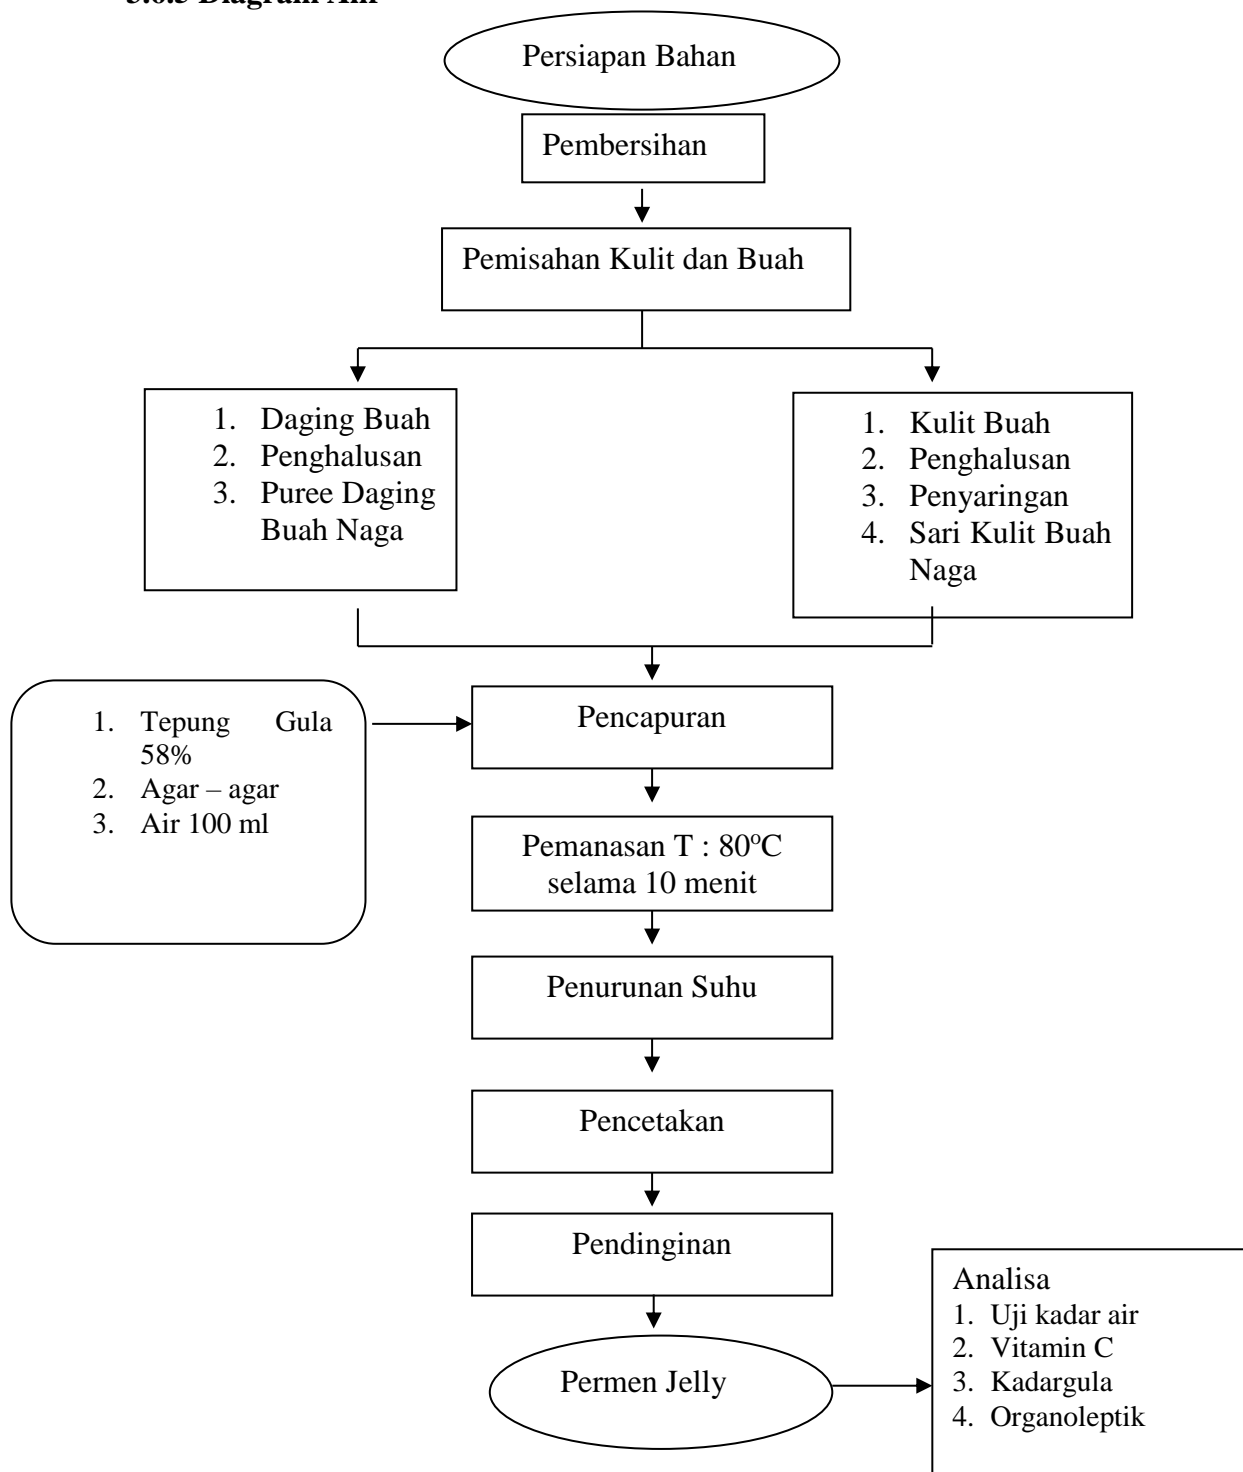 Persiapan Bahan
Pembersihan
Pemisahan Kulit dan Buah
1. Daging Buah
2. Penghalusan
3. Puree Daging
Buah Naga
1. Kulit Buah
2. Penghalusan
3. Penyaringan
4. Sari Kulit Buah
Naga
1. Tepung Gula
58%
2. Agar – agar
3. Air 100 ml
Pencapuran
Pemanasan T : 80°C
selama 10 menit
Penurunan Suhu
Pencetakan
Pendinginan
Permen Jelly
Analisa
1. Uji kadar air
2. Vitamin C
3. Kadargula
4. Organoleptik